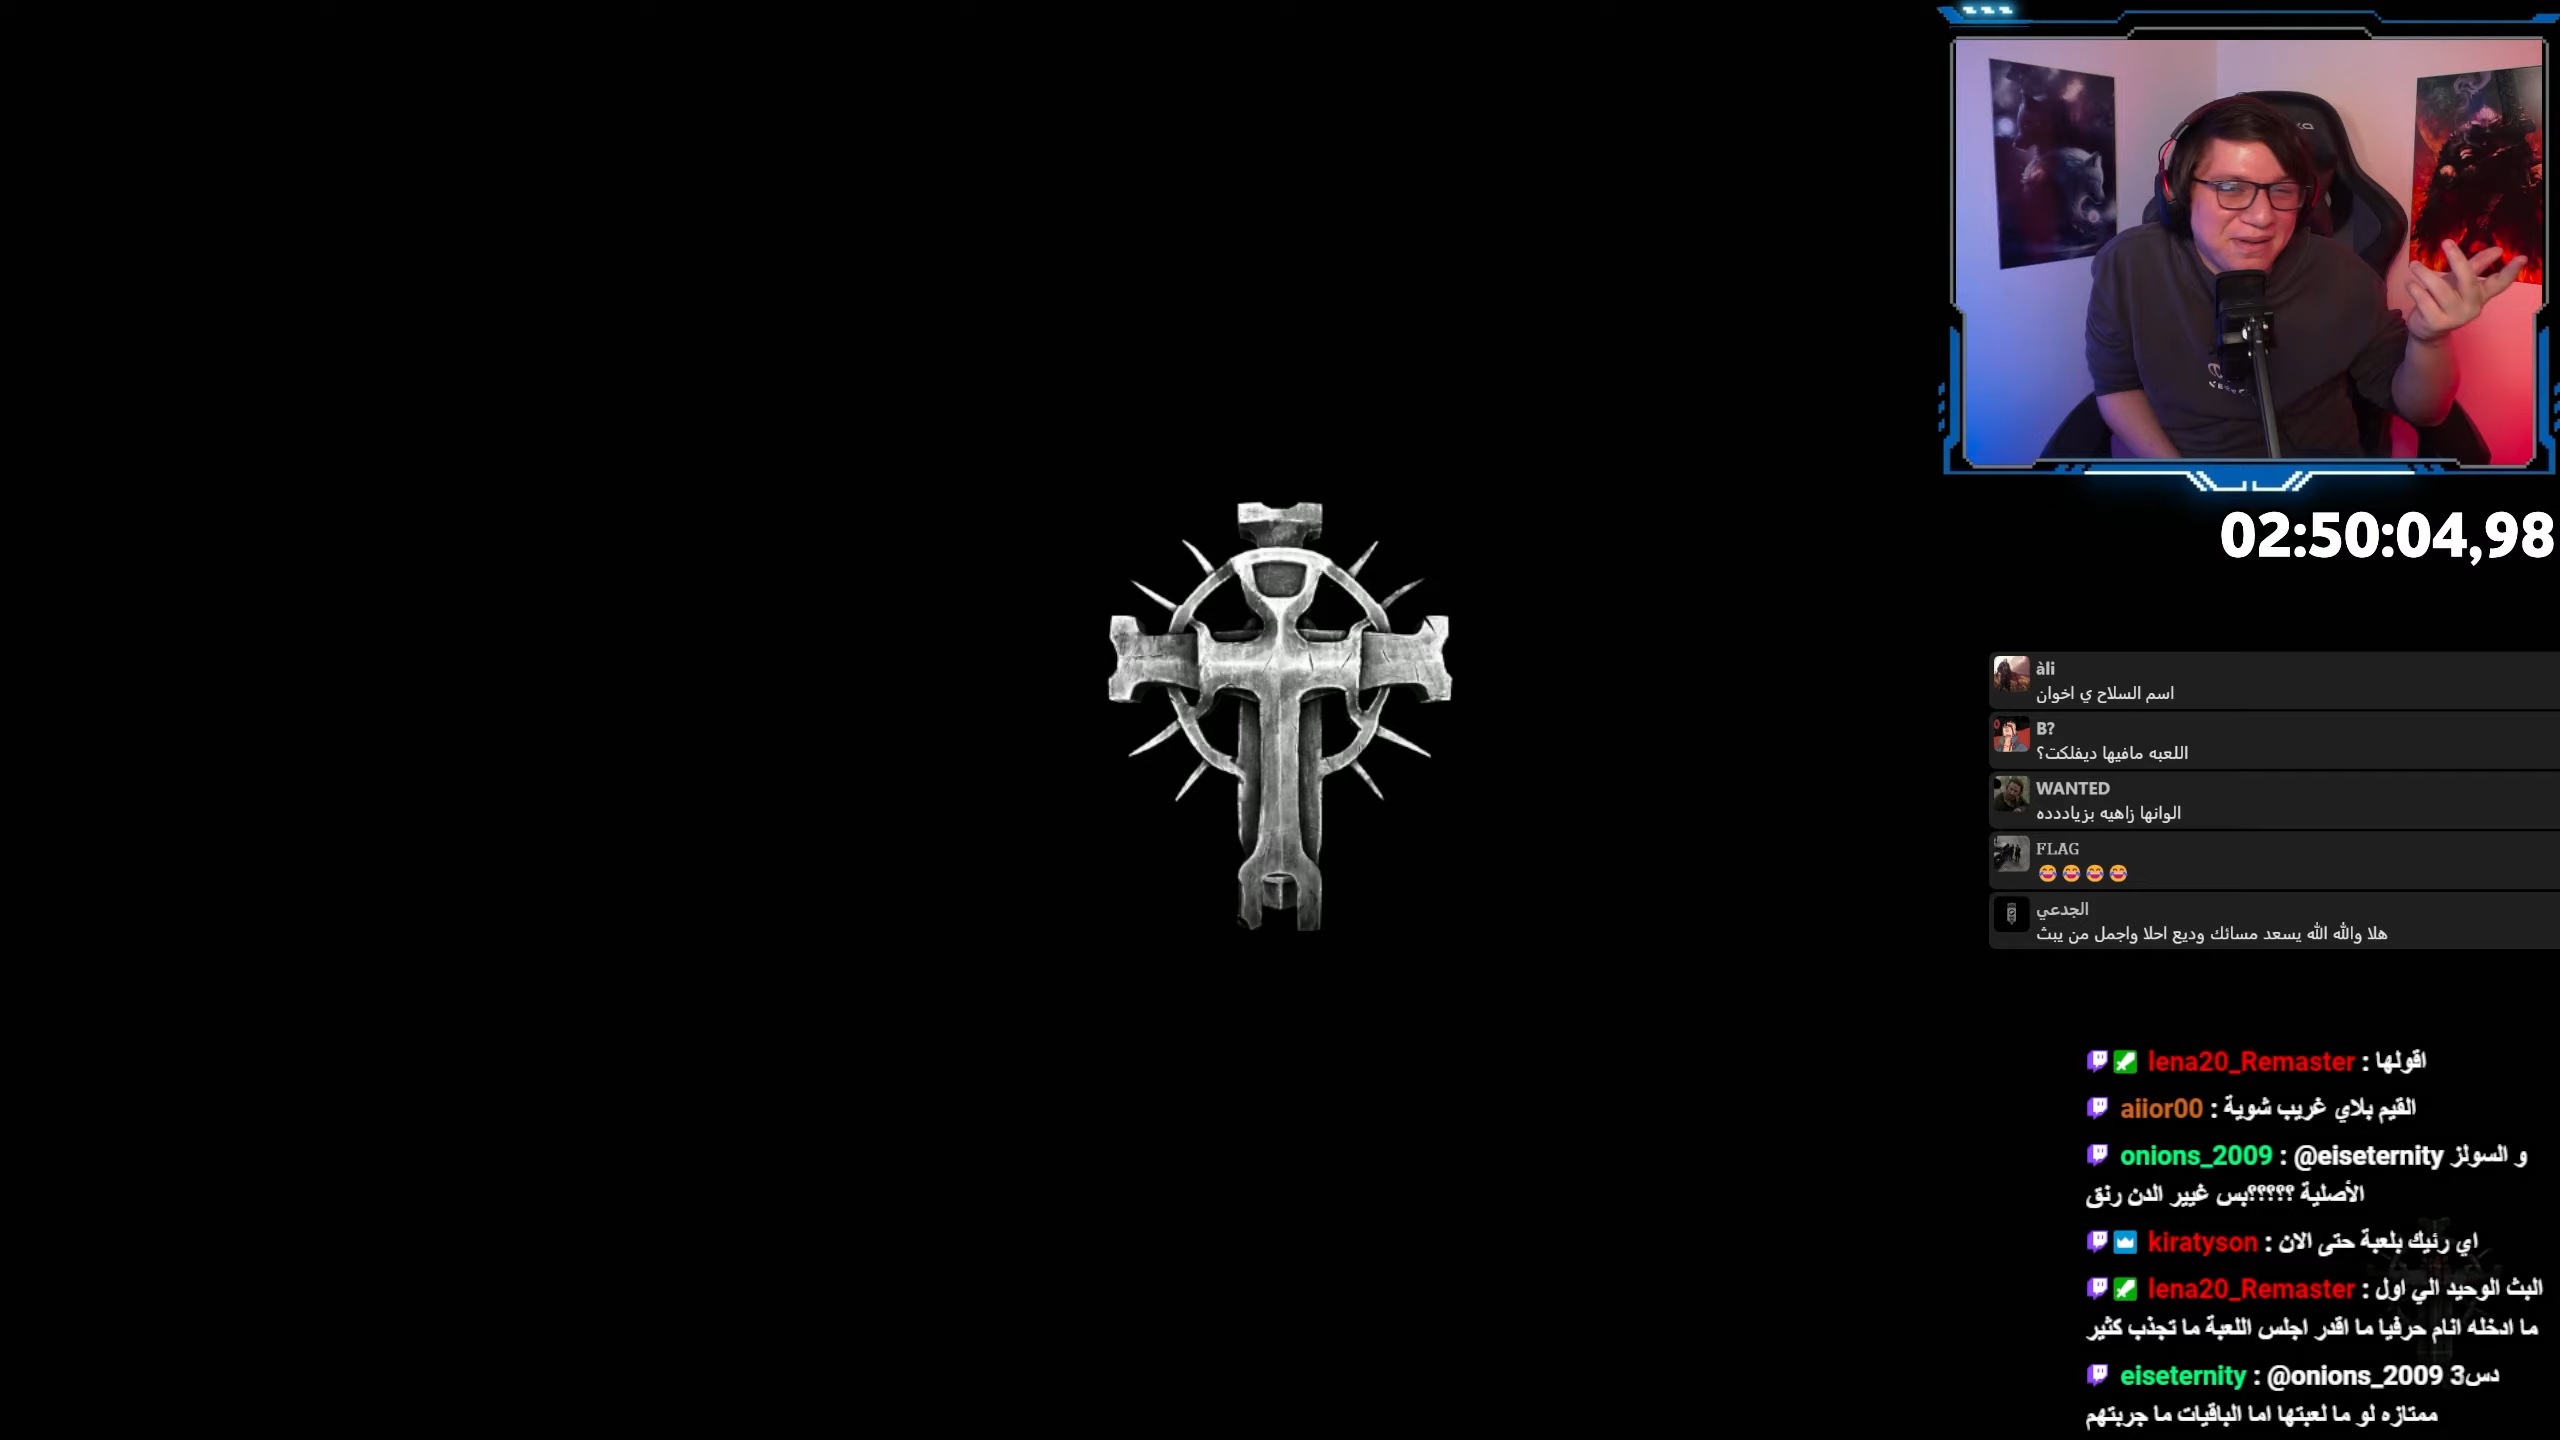 02:50:04,98
àli
اسم السلاح ي اخوان
B?
اللعبه مافيها ديفلكت؟
WANTED
الوانها زاهيه بزياددده
FLAG
😂😂😂😂
الجدعي
هلا والله الله يسعد مسائك وديع احلا واجمل من يبث
lena20_Remaster : اقولها
aiior00 : القيم بلاي غريب شوية
onions_2009 : @eiseternity و السولز
الأصلية ؟؟؟؟؟بس غيير الدن رنق
kiratyson : اي رئيك بلعبة حتى الان
lena20_Remaster : البث الوحيد الي اول
ما ادخله انام حرفيا ما اقدر اجلس اللعبة ما تجذب كثير
eiseternity : @onions_2009 دس3
ممتازه لو ما لعبتها اما الباقيات ما جربتهم